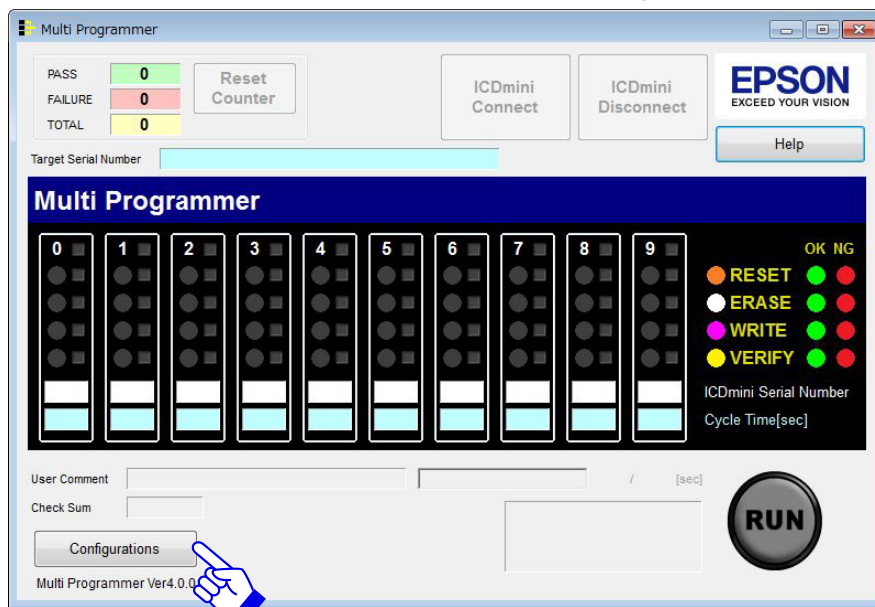 Multi Programmer
PASS 0
FAILURE 0
TOTAL 0
Reset
Counter
ICDmini
Connect
ICDmini
Disconnect
EPSON
EXCEED YOUR VISION
Help
Target Serial Number
Multi Programmer
0 1 2 3 4 5 6 7 8 9
OK NG
RESET
ERASE
WRITE
VERIFY
ICDmini Serial Number
Cycle Time[sec]
User Comment
/ [sec]
Check Sum
RUN
Configurations
Multi Programmer Ver4.0.0